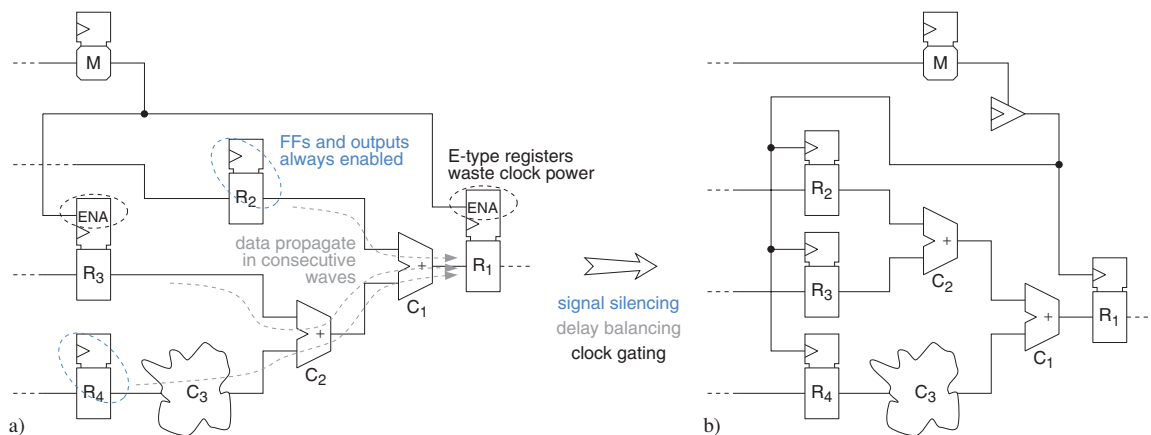 M
FFs and outputs
always enabled
E-type registers
waste clock power
ENA
R2
ENA
R3
data propagate
in consecutive
waves
+
C1
R1
+
C2
R4
C3
a)
signal silencing
delay balancing
clock gating
M
R2
+
C2
R3
+
C1
R1
R4
C3
b)